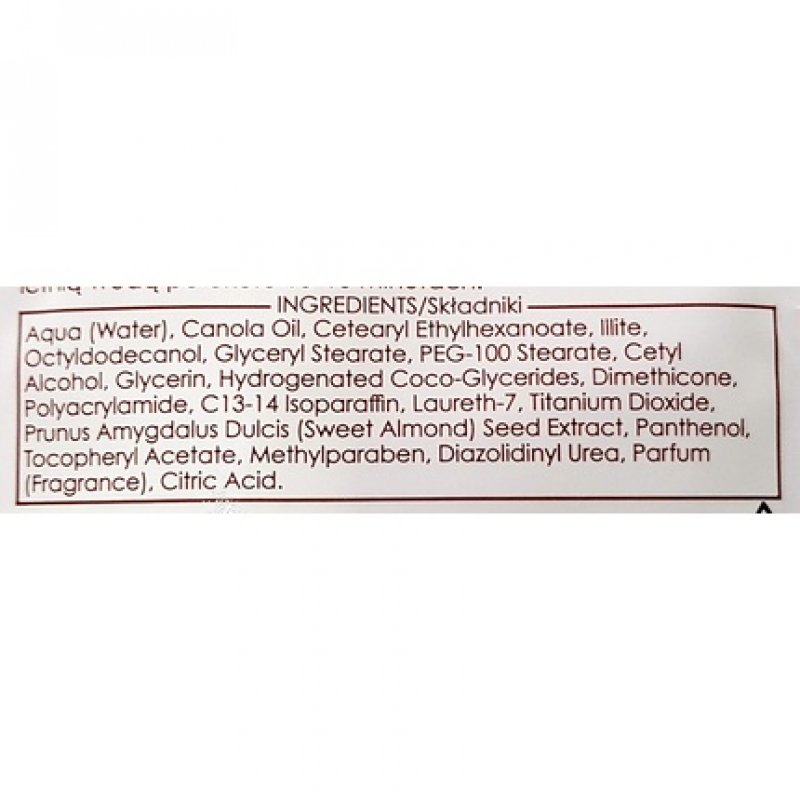 INGREDIENTS/Składniki
Aqua (Water), Canola Oil, Cetearyl Ethylhexanoate, Illite,
Octyldodecanol, Glyceryl Stearate, PEG-100 Stearate, Cetyl
Alcohol, Glycerin, Hydrogenated Coco-Glycerides, Dimethicone,
Polyacrylamide, C13-14 Isoparaffin, Laureth-7, Titanium Dioxide,
Prunus Amygdalus Dulcis (Sweet Almond) Seed Extract, Panthenol,
Tocopheryl Acetate, Methylparaben, Diazolidinyl Urea, Parfum
(Fragrance), Citric Acid.